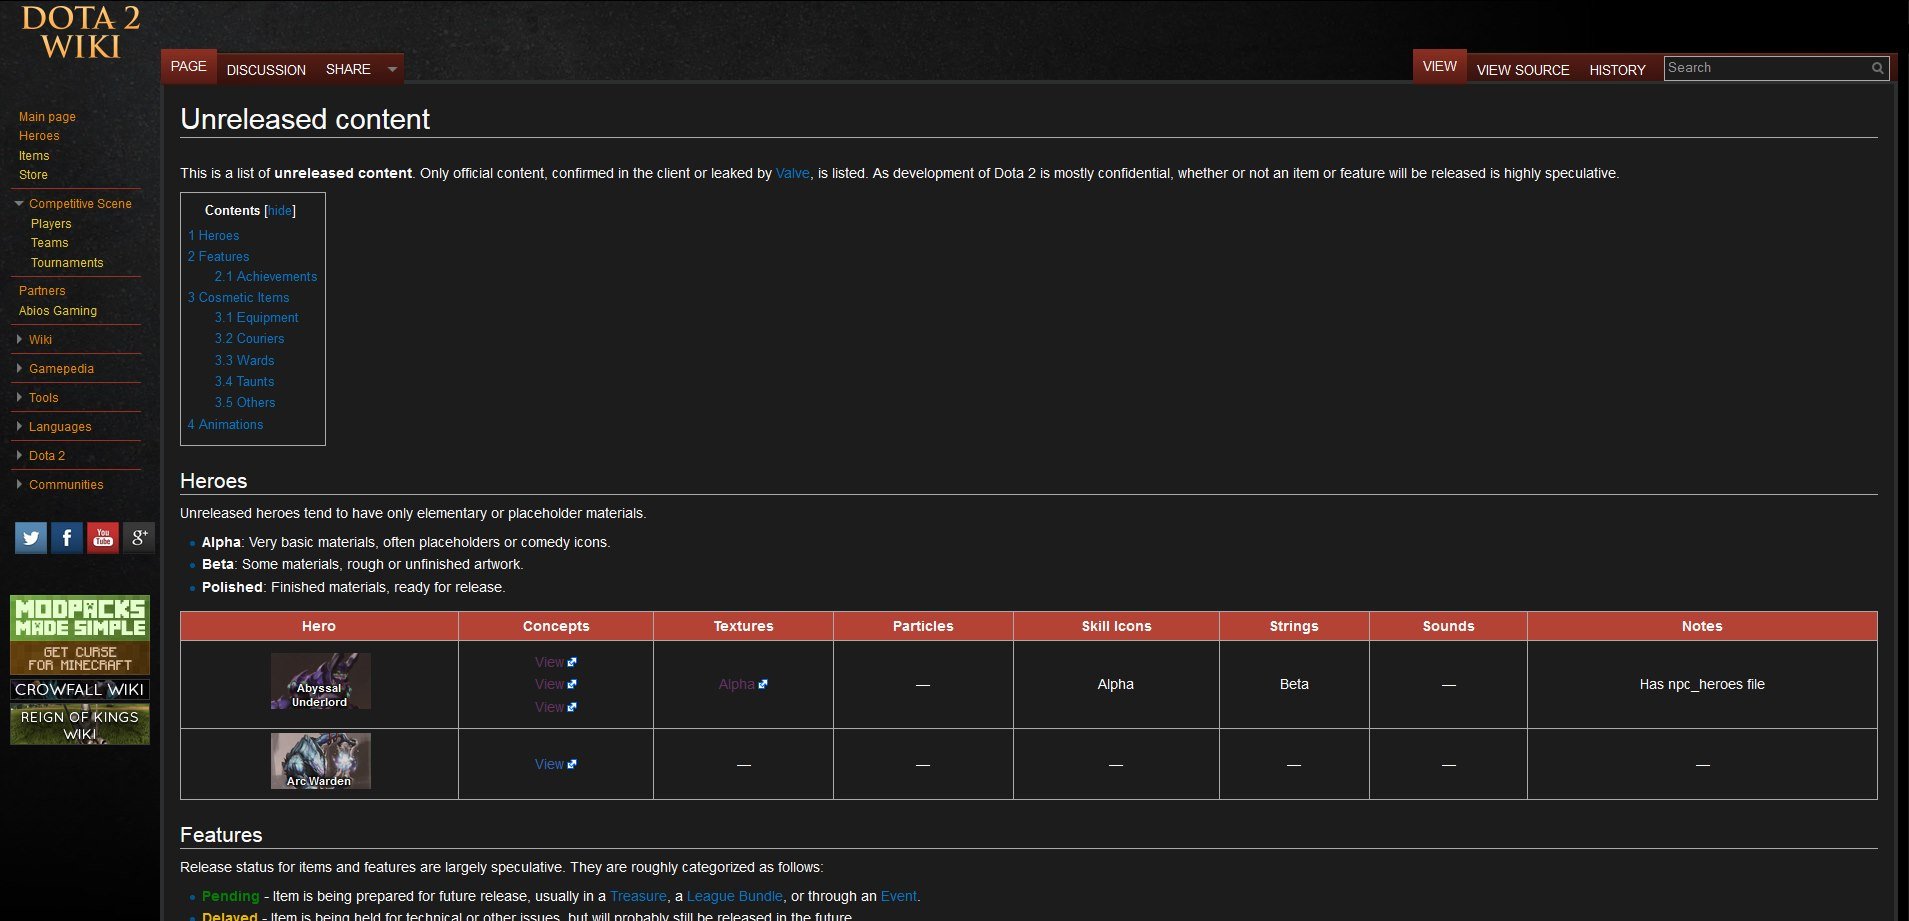 DOTA 2
WIKI
PAGE
DISCUSSION
SHARE
VIEW
VIEW SOURCE
HISTORY
Search
Main page
Heroes
Items
Store
Competitive Scene
Players
Teams
Tournaments
Partners
Abios Gaming
Wiki
Gamepedia
Tools
Languages
Dota 2
Communities
f
You
Tube
g+
MODPACKS
MADE SIMPLE
GET CURSE
FOR MINECRAFT
CROWFALL WIKI
REIGN OF KINGS
WIKI
Unreleased content
This is a list of unreleased content. Only official content, confirmed in the client or leaked by Valve, is listed. As development of Dota 2 is mostly confidential, whether or not an item or feature will be released is highly speculative.
Contents [hide]
1 Heroes
2 Features
2.1 Achievements
3 Cosmetic Items
3.1 Equipment
3.2 Couriers
3.3 Wards
3.4 Taunts
3.5 Others
4 Animations
Heroes
Unreleased heroes tend to have only elementary or placeholder materials.
Alpha: Very basic materials, often placeholders or comedy icons.
Beta: Some materials, rough or unfinished artwork.
Polished: Finished materials, ready for release.
Hero Concepts Textures Particles Skill Icons Strings Sounds Notes
Abyssal
Underlord
View
View
View
Alpha — Alpha Beta — Has npc_heroes file
Arc Warden View — — — — — —
Features
Release status for items and features are largely speculative. They are roughly categorized as follows:
Pending - Item is being prepared for future release, usually in a Treasure, a League Bundle, or through an Event.
Delayed - Item is being held for technical or other issues, but will probably still be released in the future.